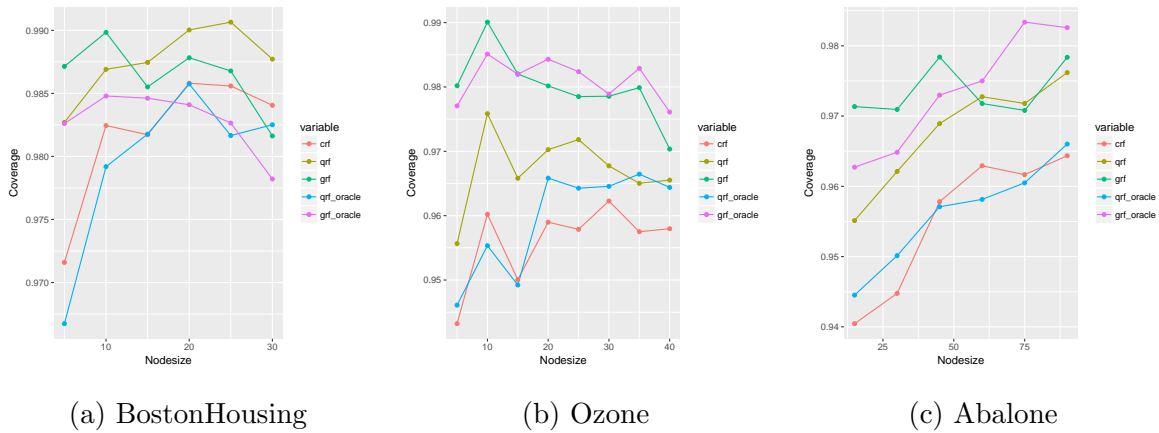 0.990
0.985
0.980
0.975
0.970
Coverage
10
20
30
Nodesize
variable
crf
qrf
grf
qrf_oracle
grf_oracle
(a) BostonHousing
0.99
0.98
0.97
0.96
0.95
Coverage
10
20
30
40
Nodesize
variable
crf
qrf
grf
qrf_oracle
grf_oracle
(b) Ozone
0.98
0.97
0.96
0.95
0.94
Coverage
25
50
75
Nodesize
variable
crf
qrf
grf
qrf_oracle
grf_oracle
(c) Abalone